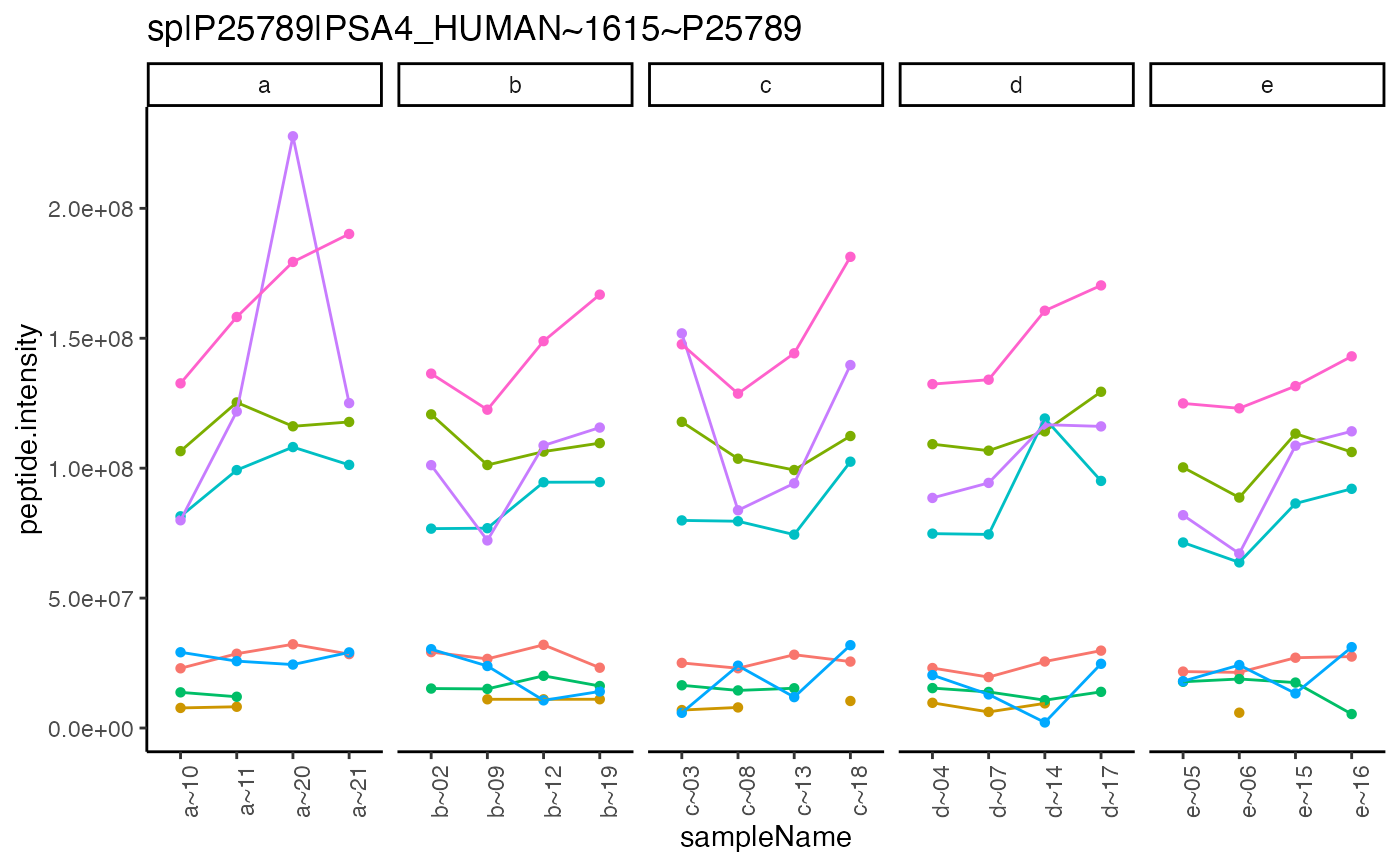 sp|P25789|PSA4_HUMAN~1615~P25789
a b c d e
peptide.intensity
2.0e+08
1.5e+08
1.0e+08
5.0e+07
0.0e+00
a~10 a~11 a~20 a~21 b~02 b~09 b~12 b~19 c~03 c~08 c~13 c~18 d~04 d~07 d~14 d~17 e~05 e~06 e~15 e~16
sampleName